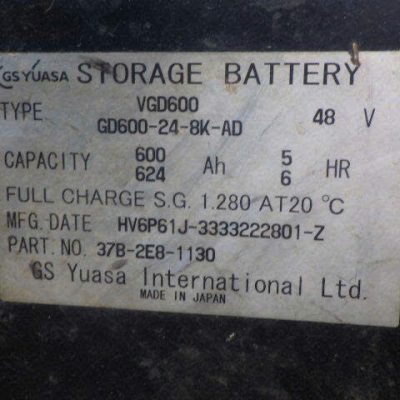 GS YUASA STORAGE BATTERY
TYPE VGD600 48 V
GD600-24-8K-AD
CAPACITY 600 Ah 5 HR
624 6
FULL CHARGE S.G. 1.280 AT 20 ℃
MFG. DATE HV6P61J-3333222801-Z
PART. NO. 37B-2E8-1130
GS Yuasa International Ltd.
MADE IN JAPAN